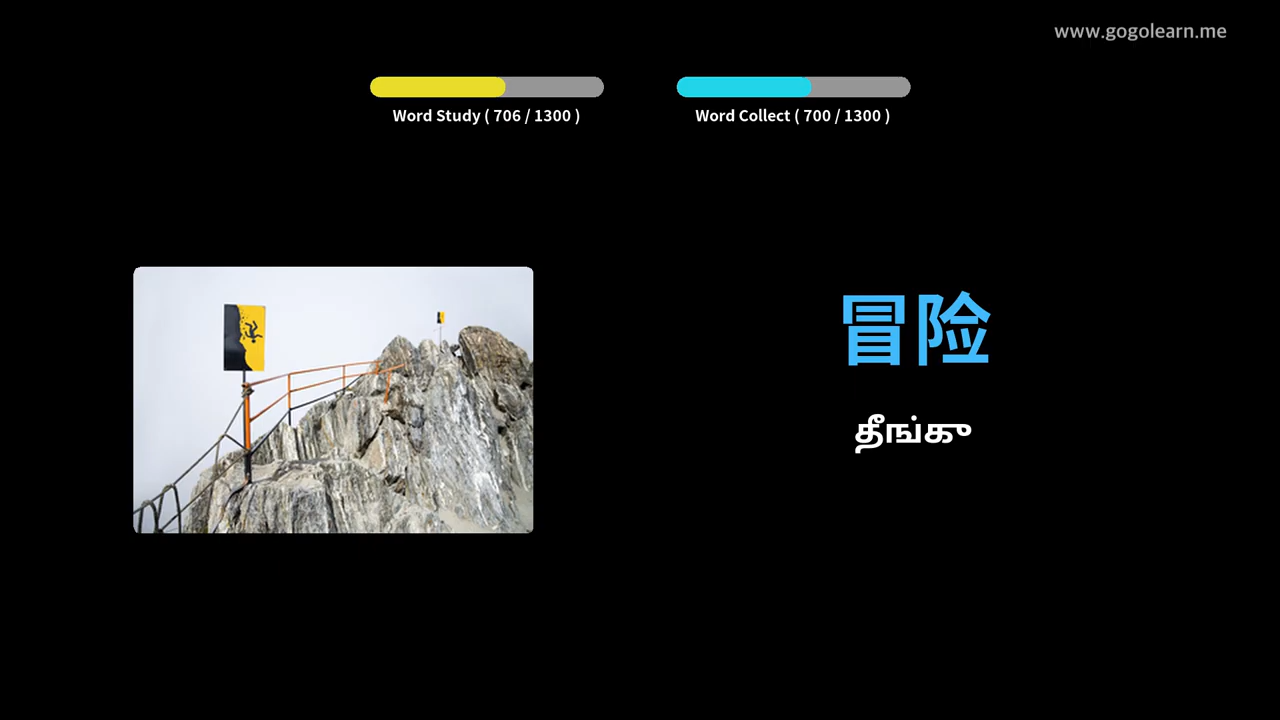 www.gogolearn.me
Word Study ( 706 / 1300 )
Word Collect ( 700 / 1300 )
冒险
தீங்கு